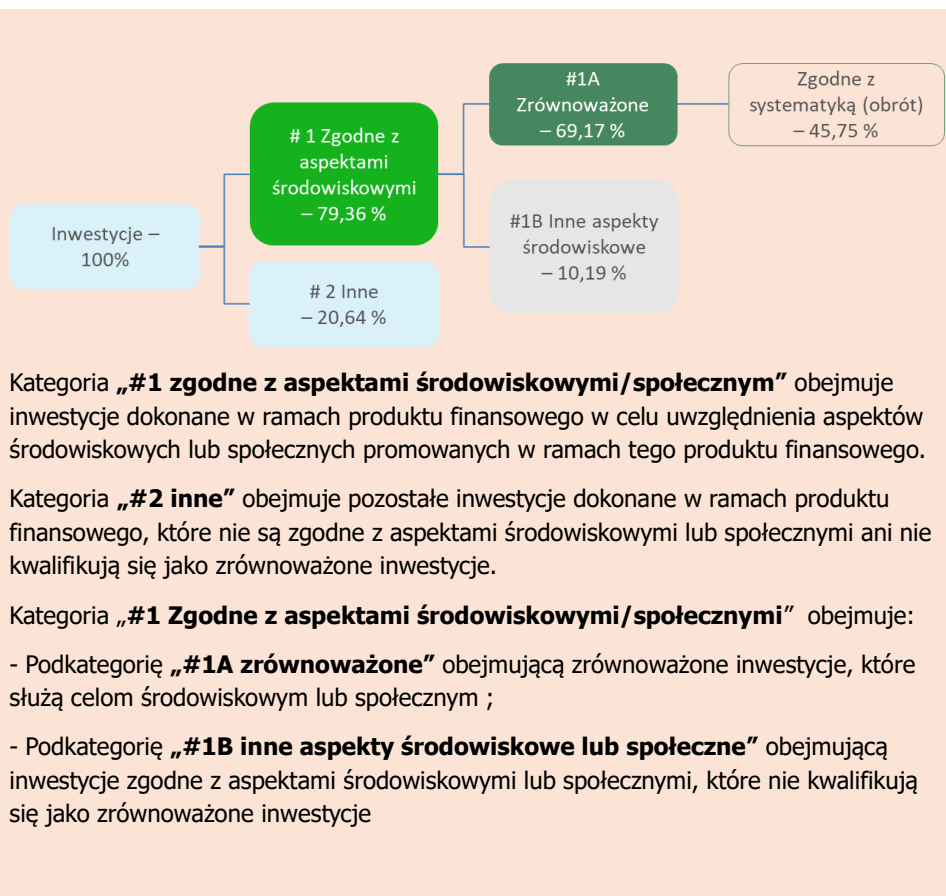 #1A
Zrównoważone
– 69,17 %
Zgodne z
systematyką (obrót)
– 45,75 %
# 1 Zgodne z
aspektami
środowiskowymi
– 79,36 %
#1B Inne aspekty
środowiskowe
– 10,19 %
Inwestycje –
100%
# 2 Inne
– 20,64 %
Kategoria „#1 zgodne z aspektami środowiskowymi/społecznym” obejmuje
inwestycje dokonane w ramach produktu finansowego w celu uwzględnienia aspektów
środowiskowych lub społecznych promowanych w ramach tego produktu finansowego.
Kategoria „#2 inne” obejmuje pozostałe inwestycje dokonane w ramach produktu
finansowego, które nie są zgodne z aspektami środowiskowymi lub społecznymi ani nie
kwalifikują się jako zrównoważone inwestycje.
Kategoria „#1 Zgodne z aspektami środowiskowymi/społecznymi” obejmuje:
- Podkategorię „#1A zrównoważone” obejmującą zrównoważone inwestycje, które
służą celom środowiskowym lub społecznym ;
- Podkategorię „#1B inne aspekty środowiskowe lub społeczne” obejmującą
inwestycje zgodne z aspektami środowiskowymi lub społecznymi, które nie kwalifikują
się jako zrównoważone inwestycje